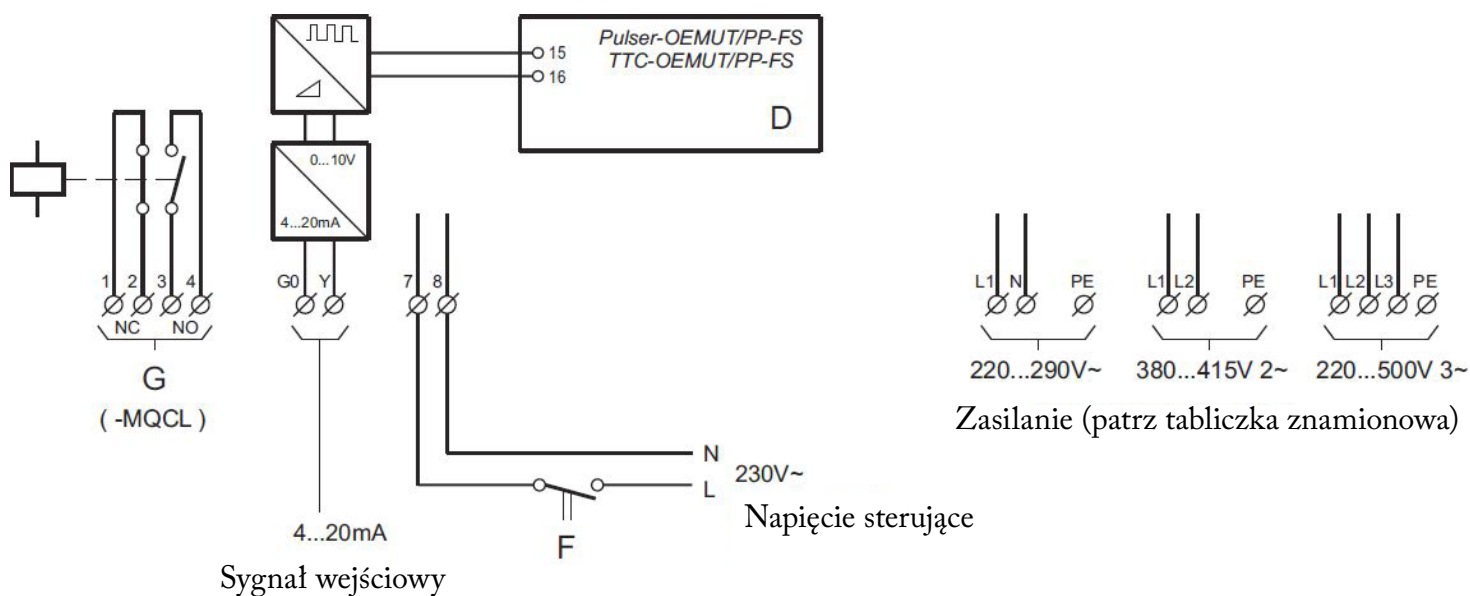 Pulser-OEMUT/PP-FS
TTC-OEMUT/PP-FS
15
16
D
0...10V
4...20mA
1 2 3 4
NC NO
G
( -MQCL )
G0 Y
4...20mA
Sygnał wejściowy
7 8
N
L
230V~
Napięcie sterujące
F
L1 N PE
220...290V~
L1 L2 PE
380...415V 2~
L1 L2 L3 PE
220...500V 3~
Zasilanie (patrz tabliczka znamionowa)